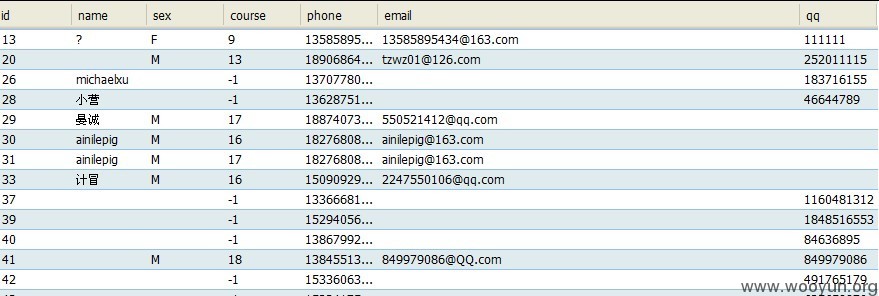 id name sex course phone email qq
13 ? F 9 13585895... 13585895434@163.com 111111
20 M 13 18906864... tzwz01@126.com 252011115
26 michaelxu -1 13707780... 183716155
28 小营 -1 13628751... 46644789
29 晏诚 M 17 18874073... 550521412@qq.com
30 ainilepig M 16 18276808... ainilepig@163.com
31 ainilepig M 17 18276808... ainilepig@163.com
33 计冒 M 16 15090929... 2247550106@qq.com
37 -1 13366681... 1160481312
39 -1 15294056... 1848516553
40 -1 13867992... 84636895
41 M 18 13845513... 849979086@QQ.com 849979086
42 -1 15336063... 491765179
www.wooyun.org